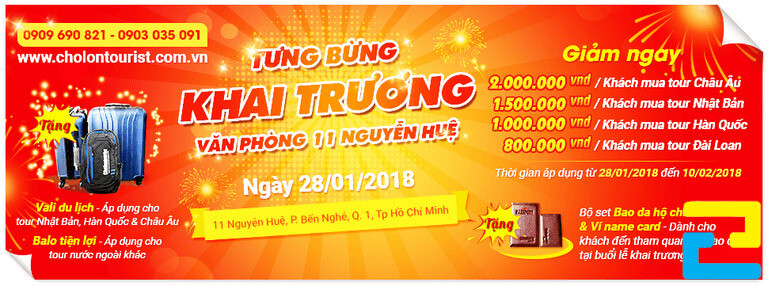 0909 690 821 - 0903 035 091
www.cholontourist.com.vn
TƯNG BỪNG
KHAI TRƯƠNG
VĂN PHÒNG 11 NGUYỄN HUỆ
Ngày 28/01/2018
11 Nguyễn Huệ, P. Bến Nghé, Q. 1, Tp Hồ Chí Minh
Tặng
Vali du lịch - Áp dụng cho
tour Nhật Bản, Hàn Quốc & Châu Âu
Balo tiện lợi - Áp dụng cho
tour nước ngoài khác
Giảm ngay
2.000.000 vnd / Khách mua tour Châu Âu
1.500.000 vnd / Khách mua tour Nhật Bản
1.000.000 vnd / Khách mua tour Hàn Quốc
800.000 vnd / Khách mua tour Đài Loan
Thời gian áp dụng từ 28/01/2018 đến 10/02/2018
Tặng
Bộ set Bao da hộ ch
& Ví name card - Dành cho
khách đến tham quan
tại buổi lễ khai trương